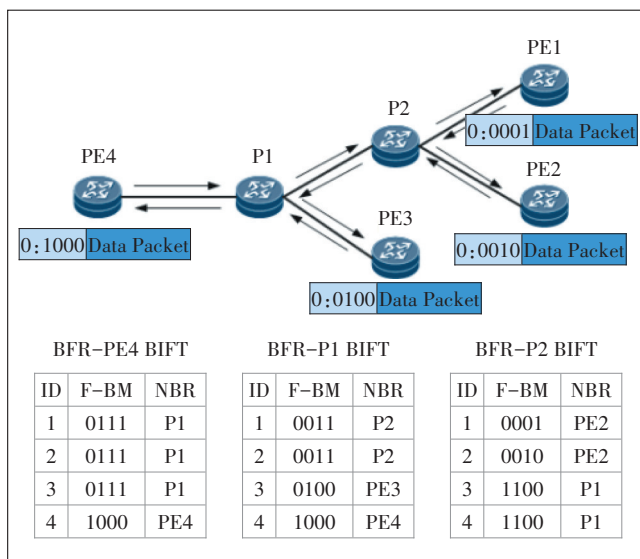 PE1
P2
0:0001 Data Packet
PE4
P1
PE2
PE3
0:1000 Data Packet
0:0010 Data Packet
0:0100 Data Packet
BFR-PE4 BIFT
ID F-BM NBR
1 0111 P1
2 0111 P1
3 0111 P1
4 1000 PE4
BFR-P1 BIFT
ID F-BM NBR
1 0011 P2
2 0011 P2
3 0100 PE3
4 1000 PE4
BFR-P2 BIFT
ID F-BM NBR
1 0001 PE2
2 0010 PE2
3 1100 P1
4 1100 P1